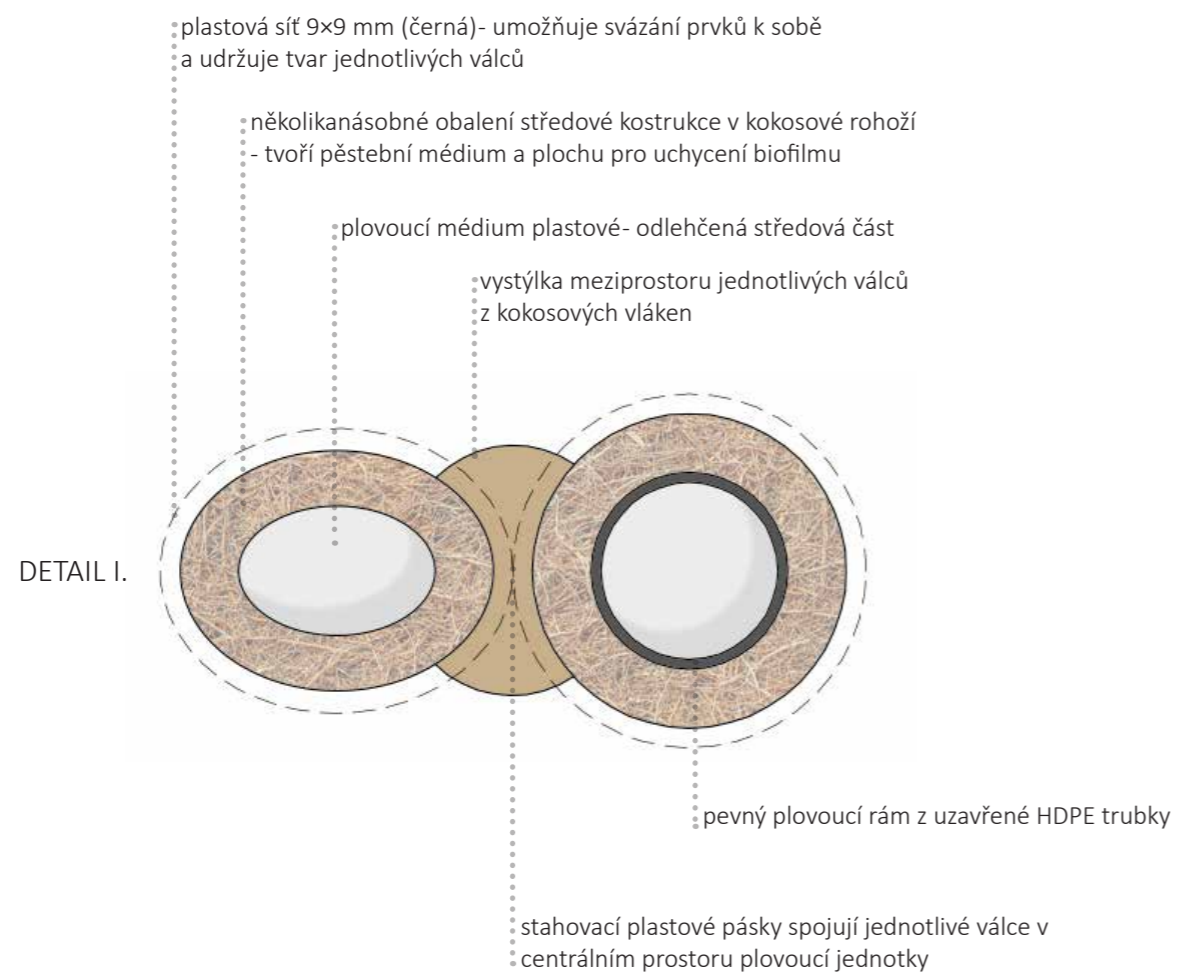 plastová síť 9×9 mm (černá)- umožňuje svázání prvků k sobě
a udržuje tvar jednotlivých válců
několikanásobné obalení středové kostrukce v kokosové rohoží
- tvoří pěstební médium a plochu pro uchycení biofilmu
plovoucí médium plastové- odlehčená středová část
vystýlka meziprostoru jednotlivých válců
z kokosových vláken
DETAIL I.
pevný plovoucí rám z uzavřené HDPE trubky
stahovací plastové pásky spojují jednotlivé válce v
centrálním prostoru plovoucí jednotky